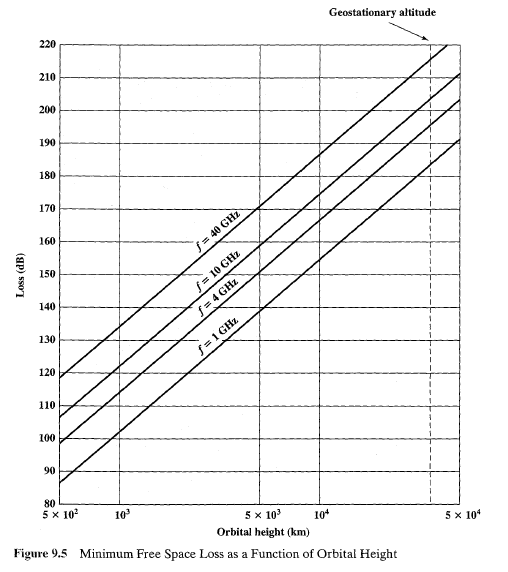 Geostationary altitude
220
210
200
190
180
170
160
150
140
130
120
110
100
90
80
Loss (dB)
f = 40 GHz
f = 10 GHz
f = 4 GHz
f = 1 GHz
5 × 10² 10³ 5 × 10³ 10⁴ 5 × 10⁴
Orbital height (km)
Figure 9.5 Minimum Free Space Loss as a Function of Orbital Height